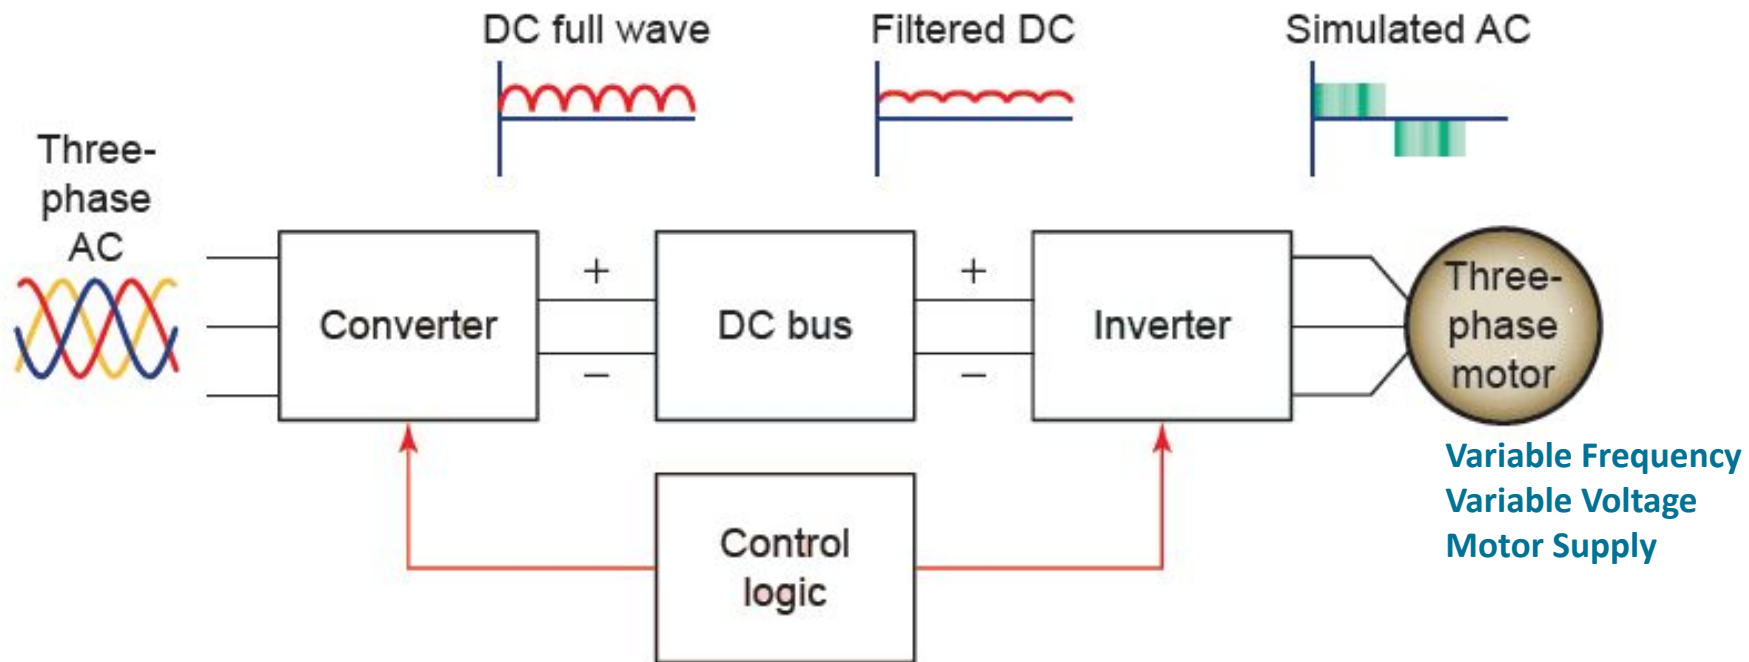 DC full wave
Filtered DC
Simulated AC
Three-
phase
AC
Converter
+
−
DC bus
+
−
Inverter
Three-
phase
motor
Variable Frequency
Variable Voltage
Motor Supply
Control
logic